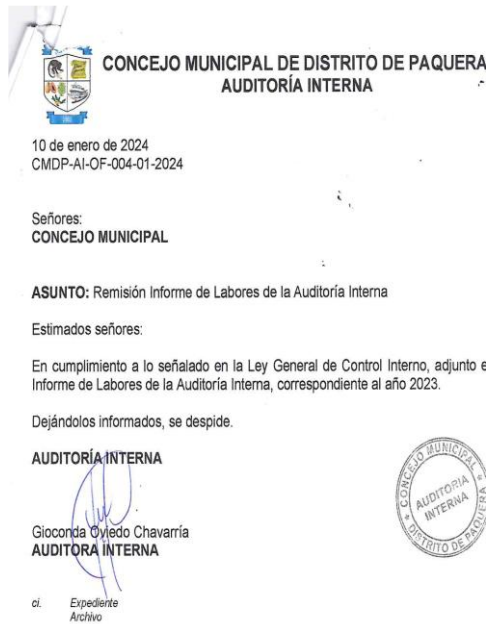 CONCEJO MUNICIPAL DE DISTRITO DE PAQUERA
AUDITORÍA INTERNA
10 de enero de 2024
CMDP-AI-OF-004-01-2024
Señores:
CONCEJO MUNICIPAL
ASUNTO: Remisión Informe de Labores de la Auditoría Interna
Estimados señores:
En cumplimiento a lo señalado en la Ley General de Control Interno, adjunto e
Informe de Labores de la Auditoría Interna, correspondiente al año 2023.
Dejándolos informados, se despide.
AUDITORÍA INTERNA
Gioconda Oviedo Chavarría
AUDITORA INTERNA
CONCEJO MUNICIPAL
AUDITORIA
INTERNA
DISTRITO DE PAQUERA
ci. Expediente
Archivo